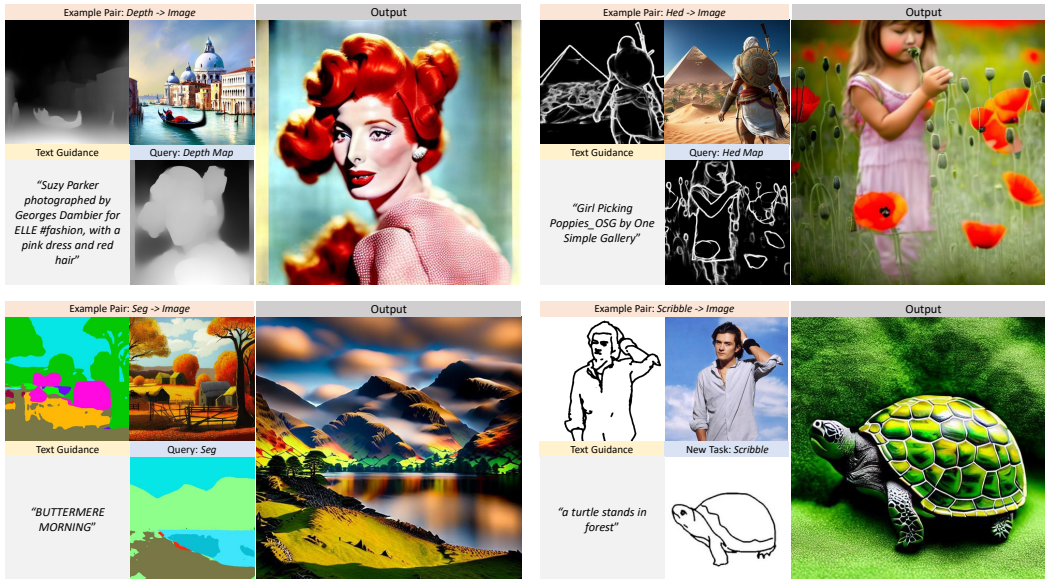 Example Pair: Depth -> Image
Output
Text Guidance
Query: Depth Map
“Suzy Parker
photographed by
Georges Dambier for
ELLE #fashion, with a
pink dress and red
hair”
Example Pair: Hed -> Image
Output
Text Guidance
Query: Hed Map
“Girl Picking
Poppies_OSG by One
Simple Gallery”
Example Pair: Seg -> Image
Output
Text Guidance
Query: Seg
“BUTTERMERE
MORNING”
Example Pair: Scribble -> Image
Output
Text Guidance
New Task: Scribble
“a turtle stands in
forest”